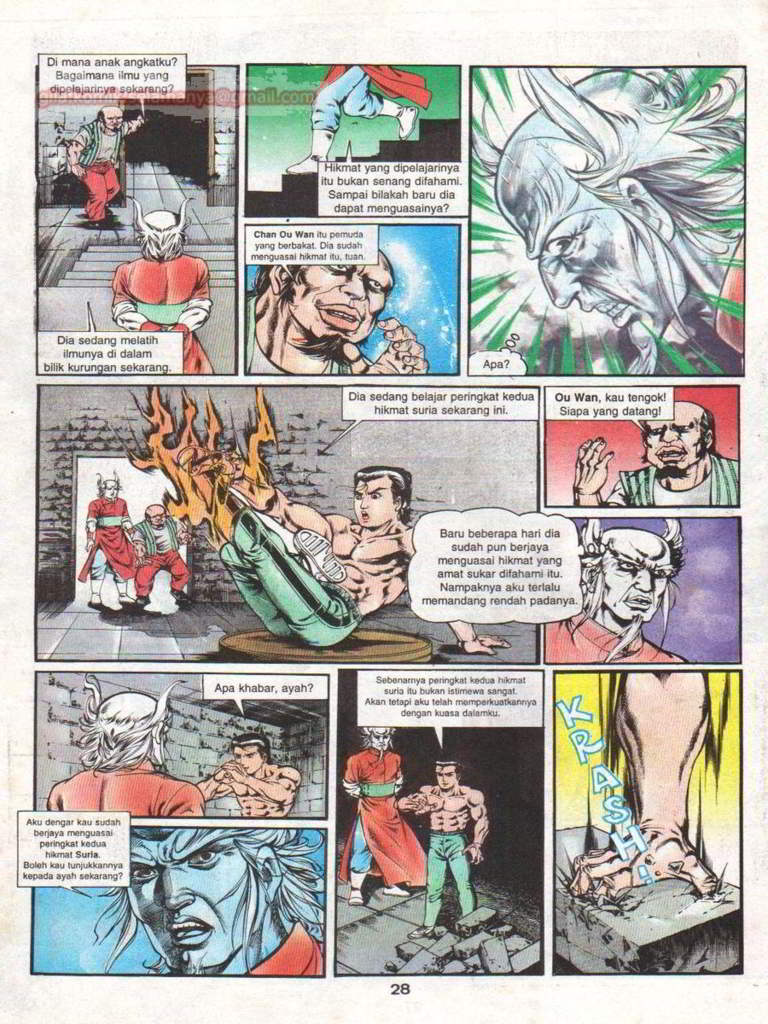 Di mana anak angkatku?
Bagaimana ilmu yang
dipelajarinya sekarang?
Dia sedang melatih
ilmunya di dalam
bilik kurungan sekarang.
Hikmat yang dipelajarinya
itu bukan senang difahami.
Sampai bilakah baru dia
dapat menguasainya?
Chan Ou Wan itu pemuda
yang berbakat. Dia sudah
menguasai hikmat itu, tuan.
Apa?
Dia sedang belajar peringkat kedua
hikmat suria sekarang ini.
Ou Wan, kau tengok!
Siapa yang datang!
Baru beberapa hari dia
sudah pun berjaya
menguasai hikmat yang
amat sukar difahami itu.
Nampaknya aku terlalu
memandang rendah padanya.
Apa khabar, ayah?
Aku dengar kau sudah
berjaya menguasai
peringkat kedua
hikmat Suria.
Boleh kau tunjukkannya
kepada ayah sekarang?
Sebenarnya peringkat kedua hikmat
suria itu bukan istimewa sangat.
Akan tetapi aku telah memperkuatkannya
dengan kuasa dalamku.
KRASH!
28